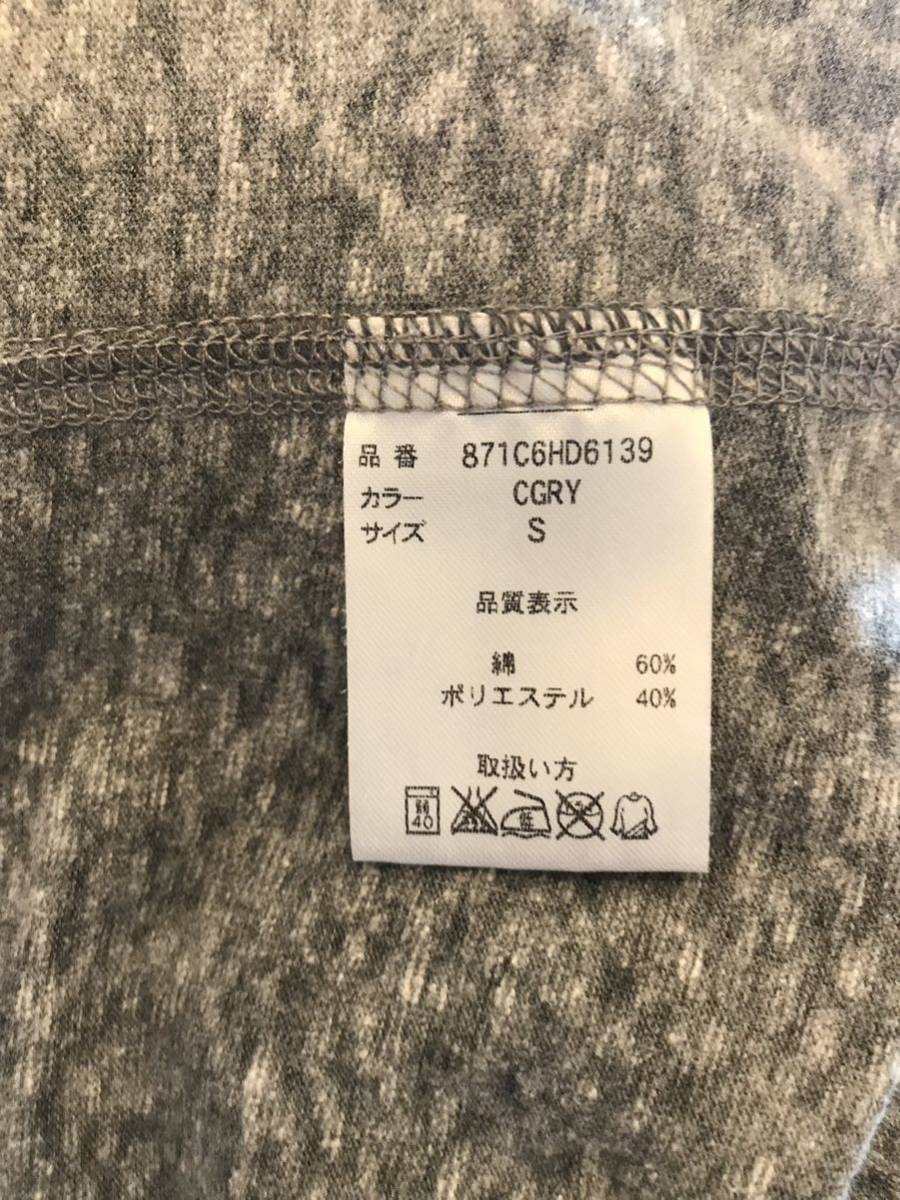 品番 871C6HD6139
カラー CGRY
サイズ S
品質表示
綿 60%
ポリエステル 40%
取扱い方
弱 40 低